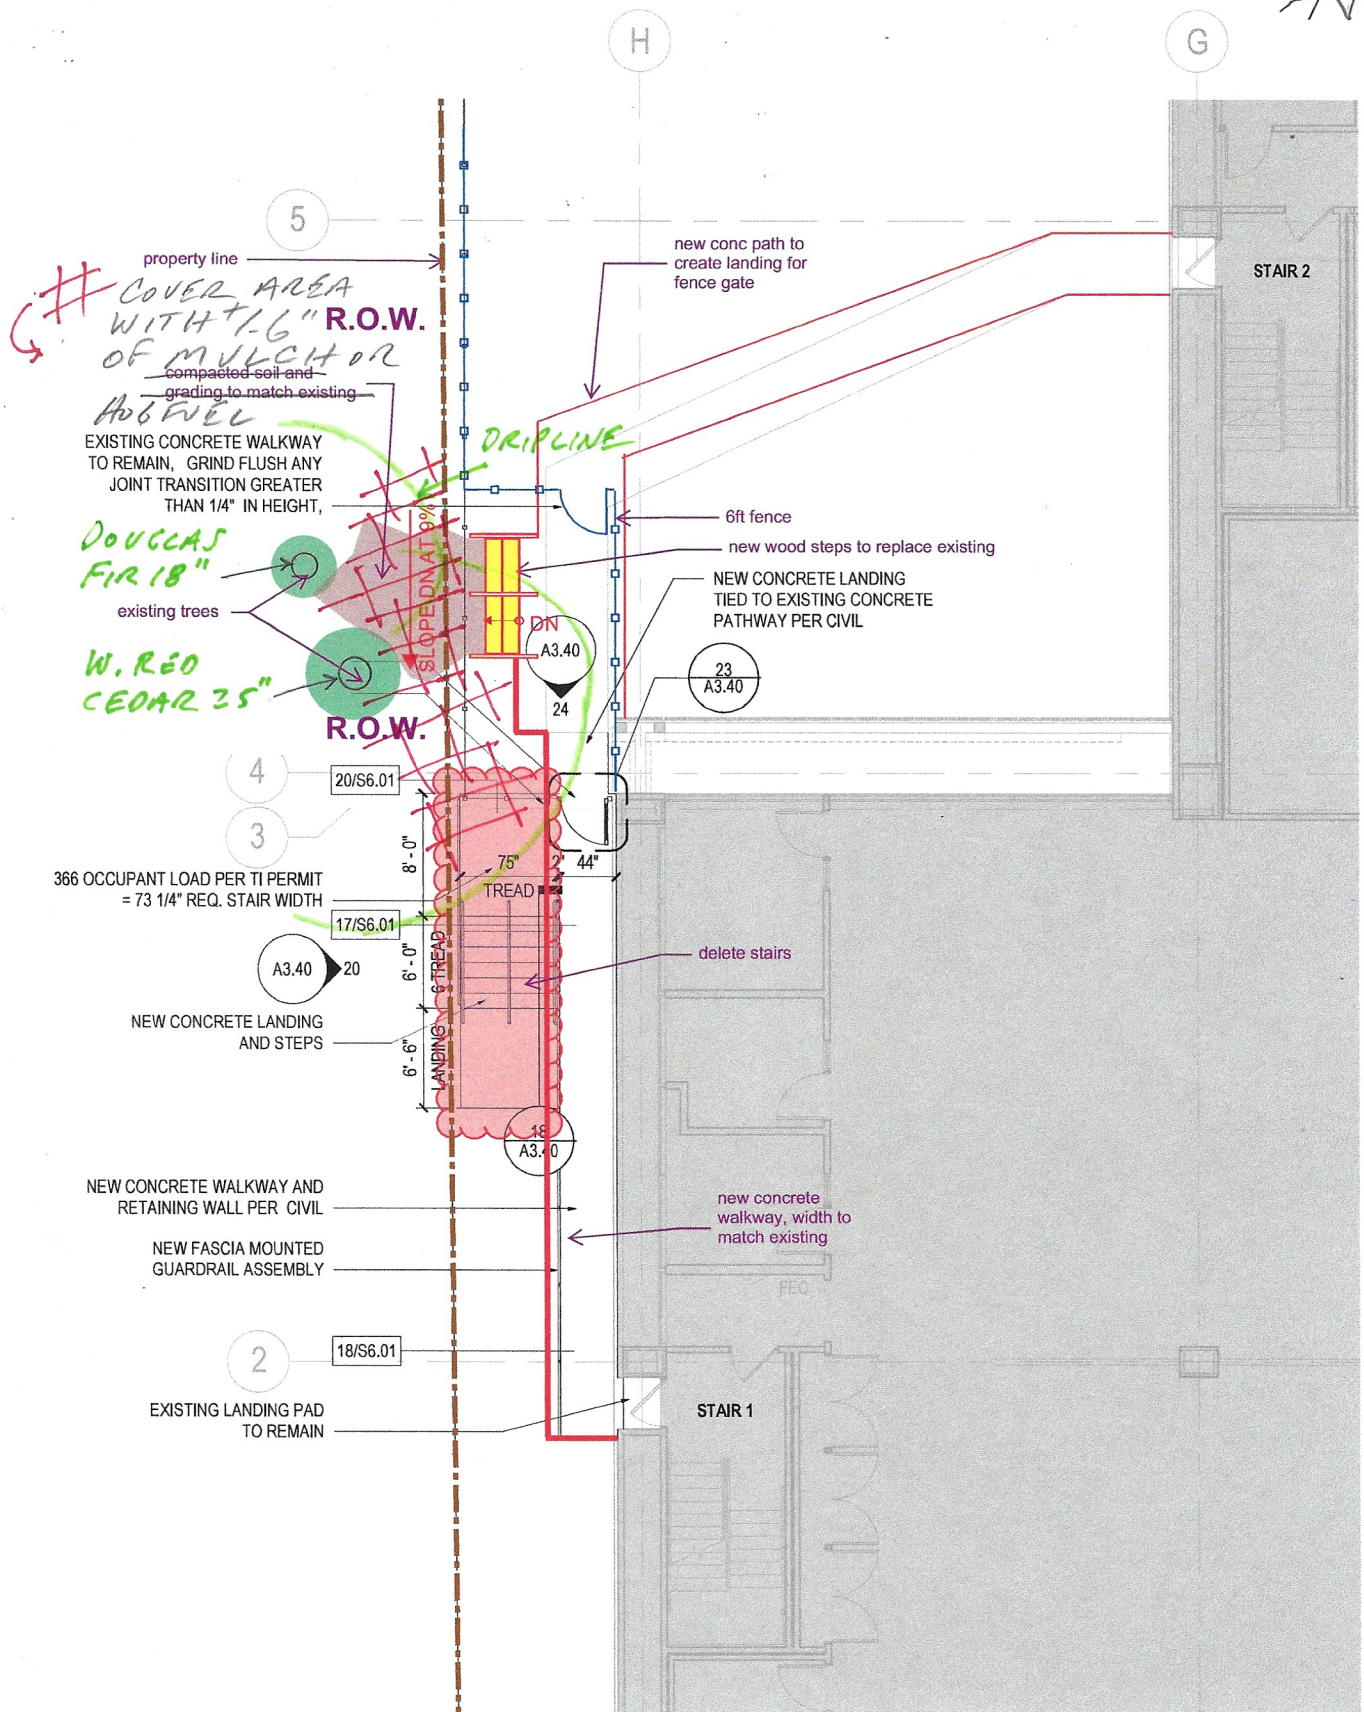 H
G
5
property line
new conc path to
create landing for
fence gate
STAIR 2
# COVER AREA
WITH +/-6"
R.O.W.
OF MULCH OR
compacted soil and
grading to match existing
HOGFUEL
EXISTING CONCRETE WALKWAY
TO REMAIN, GRIND FLUSH ANY
JOINT TRANSITION GREATER
THAN 1/4" IN HEIGHT,
DRIPLINE
6ft fence
new wood steps to replace existing
DOUGLAS
FIR 18"
existing trees
SLOPE DN AT 9%
DN
NEW CONCRETE LANDING
TIED TO EXISTING CONCRETE
PATHWAY PER CIVIL
A3.40
24
23
A3.40
W. RED
CEDAR 25"
R.O.W.
4
20/S6.01
3
8' - 0"
75"
2'
44"
TREAD
366 OCCUPANT LOAD PER TI PERMIT
= 73 1/4" REQ. STAIR WIDTH
17/S6.01
A3.40
20
6' - 0"
6 TREAD
delete stairs
NEW CONCRETE LANDING
AND STEPS
6' - 6"
LANDING
18
A3.40
NEW CONCRETE WALKWAY AND
RETAINING WALL PER CIVIL
new concrete
walkway, width to
match existing
NEW FASCIA MOUNTED
GUARDRAIL ASSEMBLY
FEC
2
18/S6.01
EXISTING LANDING PAD
TO REMAIN
STAIR 1